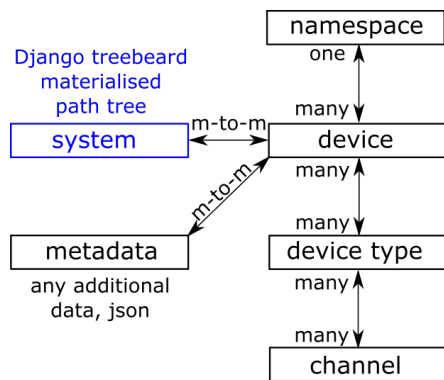 namespace
one
Django treebeard
materialised
path tree
many
system
m-to-m
device
many
m-to-m
many
metadata
device type
any additional
data, json
many
many
channel